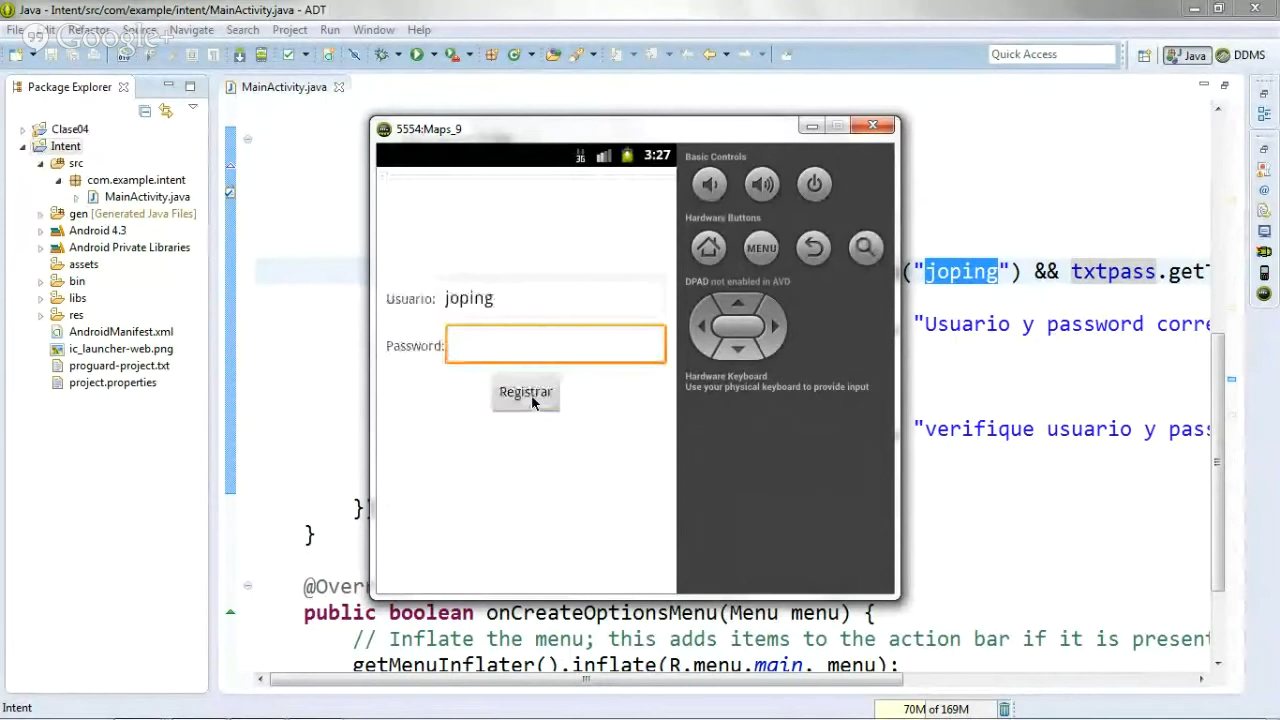 Java - Intent/src/com/example/intent/MainActivity.java - ADT
Google+
File Edit Refactor Source Navigate Search Project Run Window Help
Quick Access
Java
DDMS
Package Explorer
MainActivity.java
Clase04
Intent
src
com.example.intent
MainActivity.java
gen [Generated Java Files]
Android 4.3
Android Private Libraries
assets
bin
libs
res
AndroidManifest.xml
ic_launcher-web.png
proguard-project.txt
project.properties
5554:Maps_9
3G
3:27
Usuario: joping
Password:
Registrar
Basic Controls
Hardware Buttons
MENU
DPAD not enabled in AVD
Hardware Keyboard
Use your physical keyboard to provide input
("joping") && txtpass.get
"Usuario y password corre
"verifique usuario y pas
}
}
@Over
public boolean onCreateOptionsMenu(Menu menu) {
// Inflate the menu; this adds items to the action bar if it is present
getMenuInflater().inflate(R.menu.main, menu);
Intent
70M of 169M